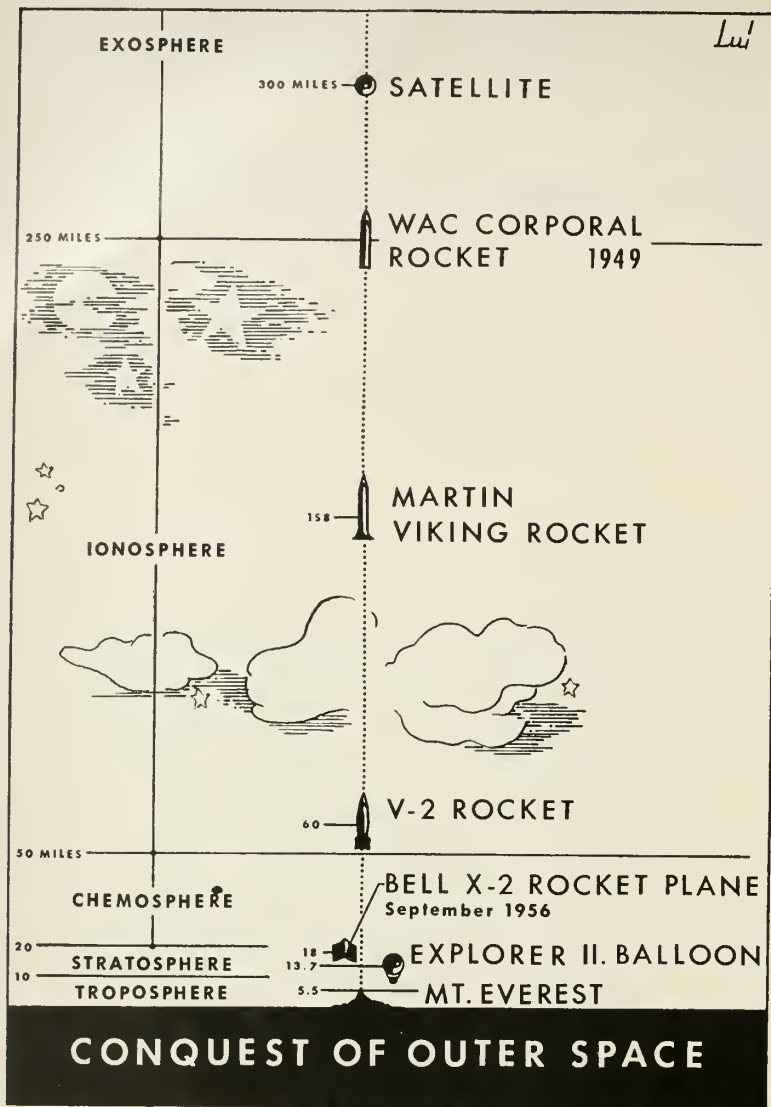 EXOSPHERE
Lui
300 MILES
SATELLITE
250 MILES
WAC CORPORAL
ROCKET 1949
158
MARTIN
VIKING ROCKET
IONOSPHERE
60
V-2 ROCKET
50 MILES
CHEMOSPHERE
BELL X-2 ROCKET PLANE
September 1956
20
18
STRATOSPHERE
13.7
EXPLORER II. BALLOON
10
TROPOSPHERE
5.5
MT. EVEREST
CONQUEST OF OUTER SPACE